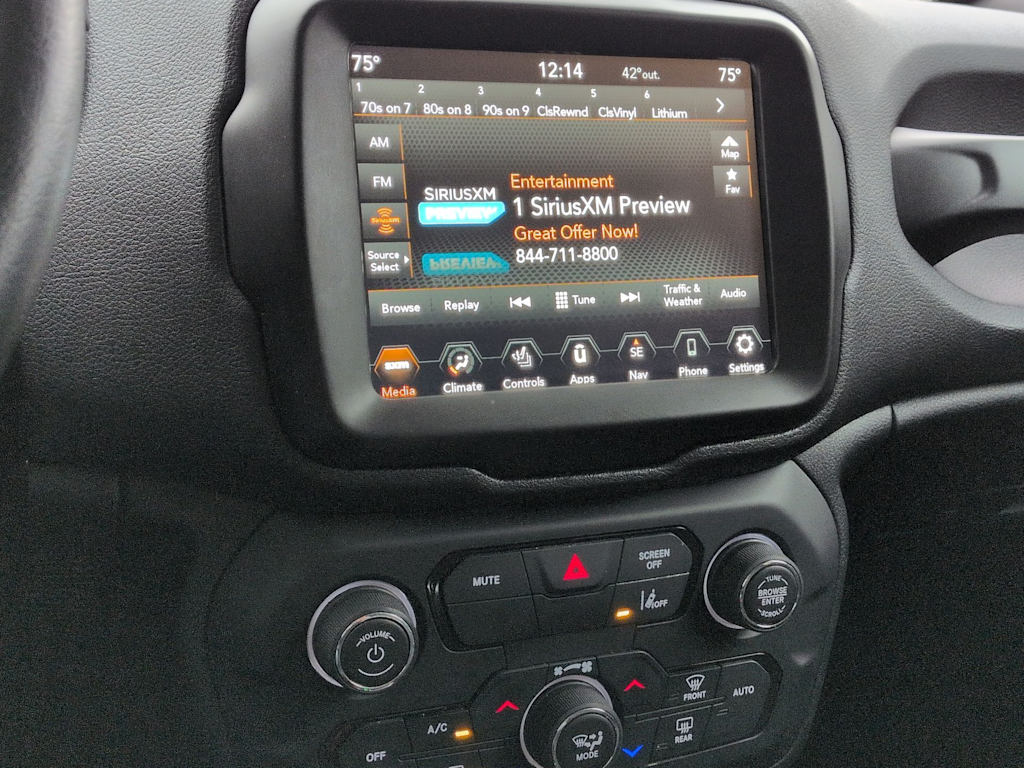 75° 12:14 42°out. 75°
1 2 3 4 5 6
70s on 7 80s on 8 90s on 9 ClsRewnd ClsVinyl Lithium
AM
Map
FM
Fav
SiriusXM
Source
Select
SIRIUSXM
PREVIEW
Entertainment
1 SiriusXM Preview
Great Offer Now!
844-711-8800
Browse Replay Tune Traffic &
Weather Audio
SE
Media Climate Controls Apps Nav Phone Settings
MUTE
SCREEN
OFF
OFF
VOLUME
TUNE
BROWSE
ENTER
SCROLL
A/C
OFF
MODE
FRONT
REAR
AUTO